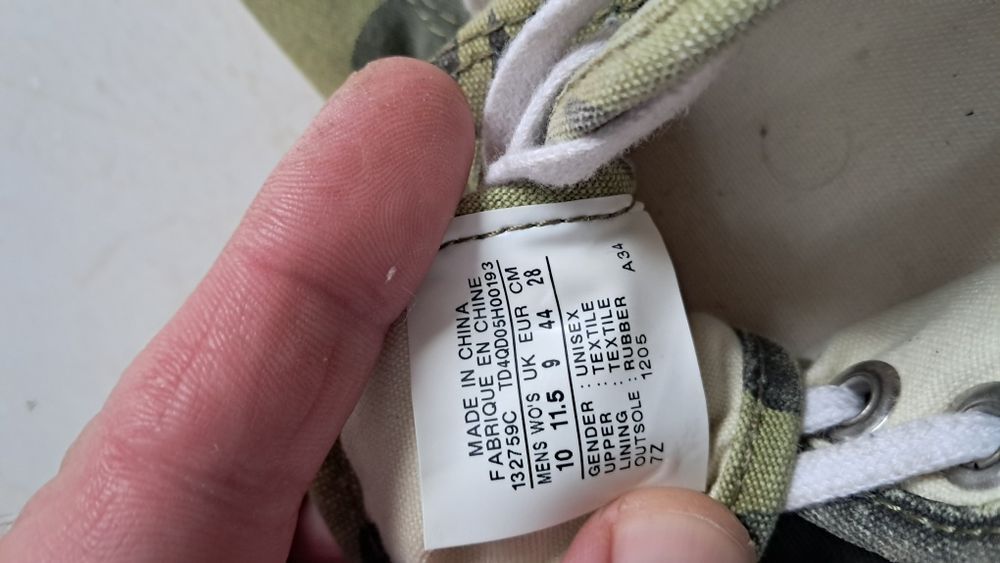 MADE IN CHINA
FABRIQUE EN CHINE
132759C TD4QD05H00193
MENS WO'S UK EUR CM
10 11.5 9 44 28
GENDER : UNISEX
UPPER : TEXTILE
LINING : TEXTILE
OUTSOLE : RUBBER A34
7Z 1205